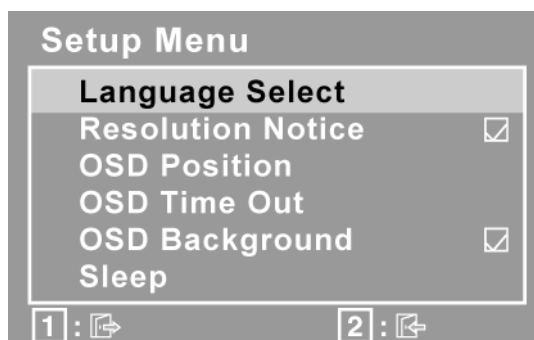 Setup Menu
Language Select
Resolution Notice
OSD Position
OSD Time Out
OSD Background
Sleep
1 : 2 :